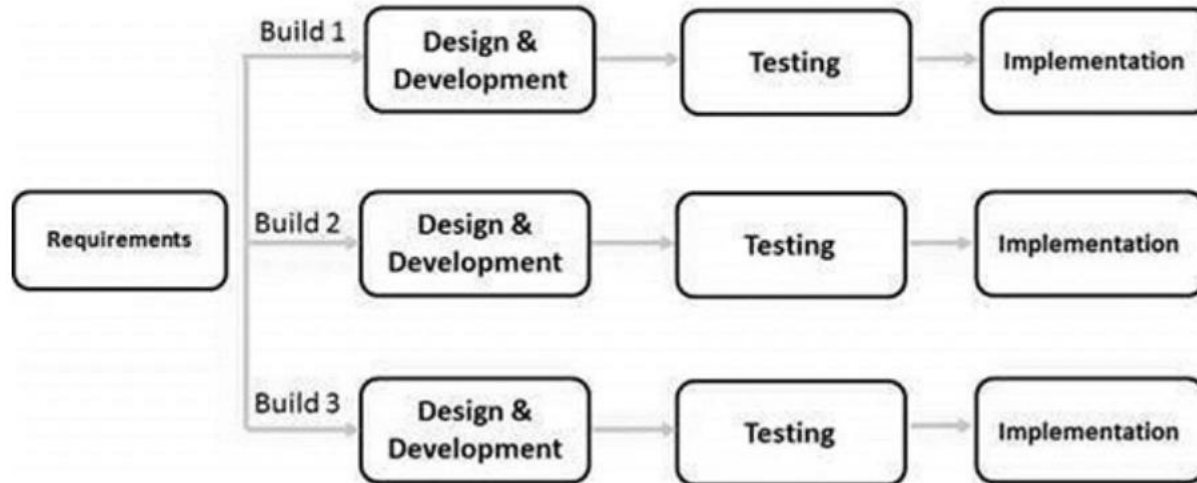 Build 1
Design &
Development
Testing
Implementation
Requirements
Build 2
Design &
Development
Testing
Implementation
Build 3
Design &
Development
Testing
Implementation